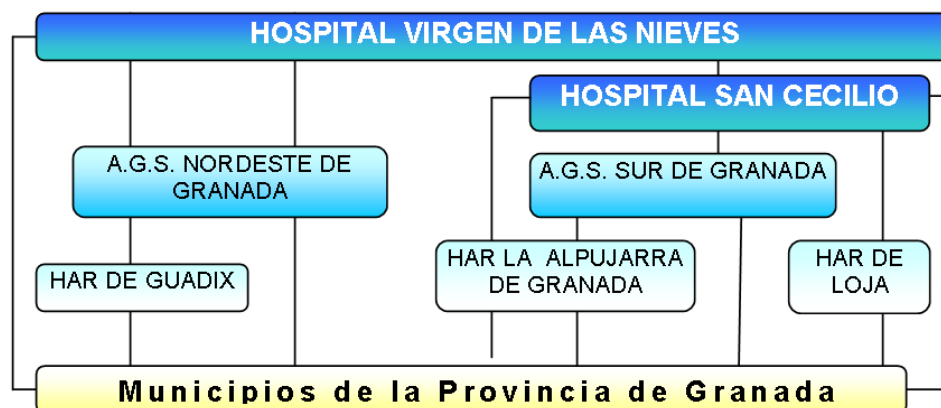 HOSPITAL VIRGEN DE LAS NIEVES
HOSPITAL SAN CECILIO
A.G.S. NORDESTE DE
GRANADA
A.G.S. SUR DE GRANADA
HAR DE GUADIX
HAR LA ALPUJARRA
DE GRANADA
HAR DE
LOJA
Municipios de la Provincia de Granada